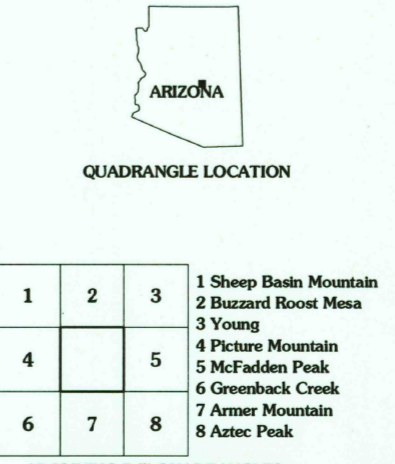 ARIZONA
QUADRANGLE LOCATION
1 2 3
4 5
6 7 8
1 Sheep Basin Mountain
2 Buzzard Roost Mesa
3 Young
4 Picture Mountain
5 McFadden Peak
6 Greenback Creek
7 Armer Mountain
8 Aztec Peak